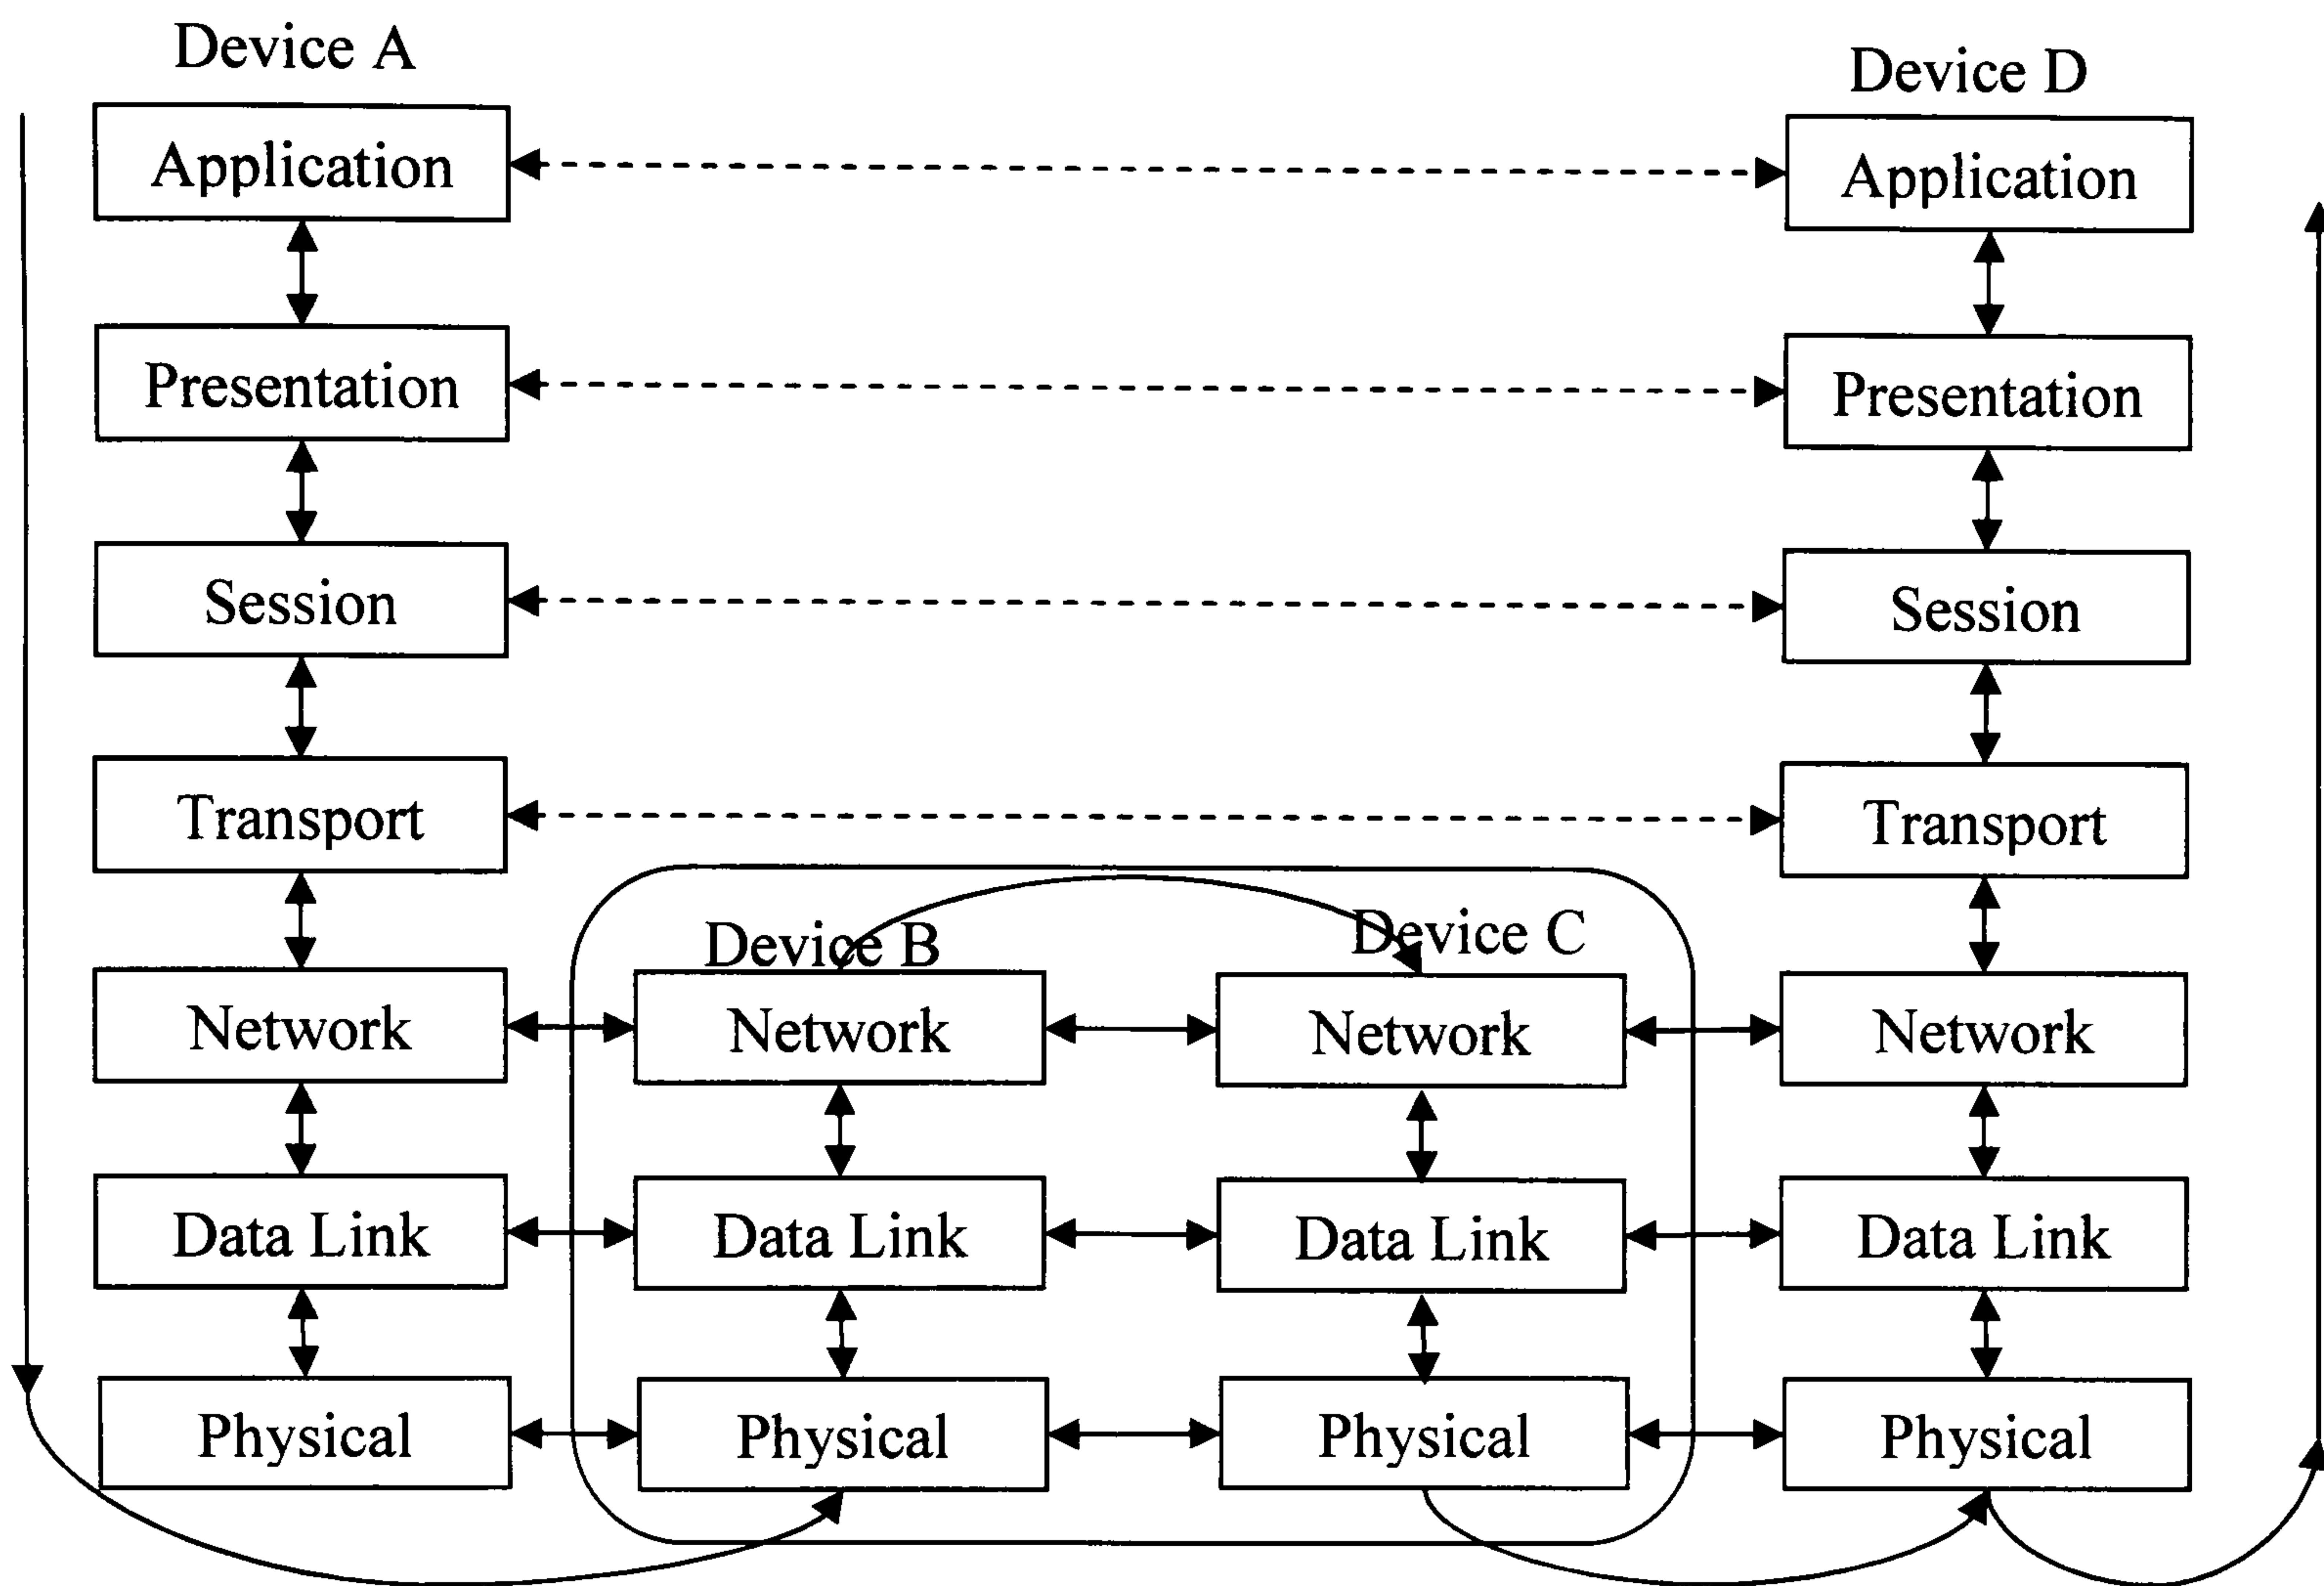 Device A
Device D
Application
Application
Presentation
Presentation
Session
Session
Transport
Transport
Device B
Device C
Network
Network
Network
Network
Data Link
Data Link
Data Link
Data Link
Physical
Physical
Physical
Physical